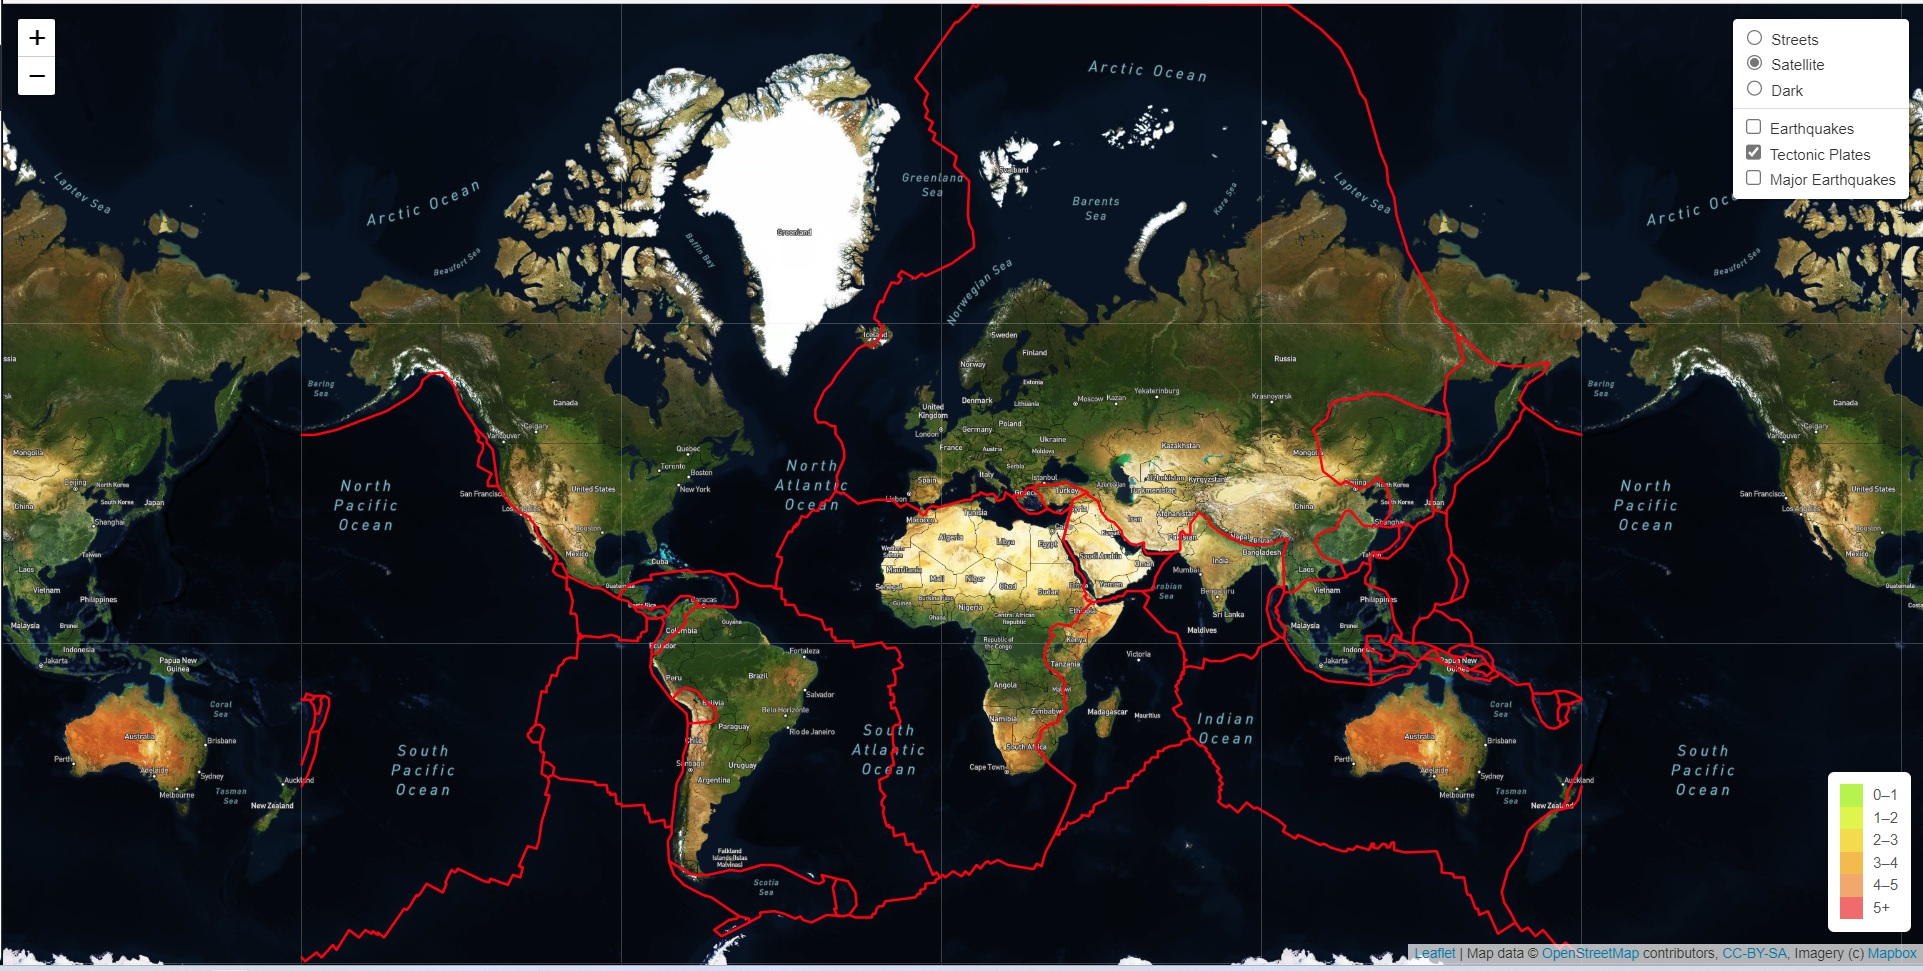 +
−
Streets
Satellite
Dark
Earthquakes
Tectonic Plates
Major Earthquakes
Arctic Ocean
Laptev Sea
Arctic Ocean
Beaufort Sea
Baffin Bay
Greenland
Greenland
Sea
Svalbard
Barents
Sea
Kara Sea
Laptev Sea
Arctic Oc
Beaufort Sea
Norwegian Sea
Iceland
Sweden
Finland
Norway
Estonia
Russia
ssia
Bering
Sea
Canada
Calgary
Vancouver
Quebec
Toronto
Boston
New York
United States
San Francisco
Houston
Mexico
Cuba
Guatemala
Caracas
Guyana
Colombia
Ecuador
Fortaleza
Peru
Brazil
Salvador
Bolivia
Belo Horizonte
Rio de Janeiro
Paraguay
Chile
Santiago
Uruguay
Argentina
Falkland
Islands (Islas
Malvinas)
Scotia
Sea
North
Pacific
Ocean
North
Atlantic
Ocean
South
Pacific
Ocean
South
Atlantic
Ocean
Indian
Ocean
United
Kingdom
London
Denmark
Lithuania
Moscow
Kazan
Yekaterinburg
Krasnoyarsk
Germany
Poland
France
Austria
Ukraine
Moldova
Serbia
Italy
Spain
Lisbon
Istanbul
Greece
Turkey
Azerbaijan
Kazakhstan
Uzbekistan
Kyrgyzstan
Turkmenistan
Afghanistan
Pakistan
Iran
Syria
Kuwait
Saudi Arabia
Oman
Yemen
Morocco
Tunisia
Algeria
Libya
Egypt
Western
Sahara
Mauritania
Mali
Niger
Chad
Sudan
Senegal
Guinea
Burkina Faso
Ghana
Nigeria
Central African
Republic
Ethiopia
Republic of
the Congo
Kenya
Tanzania
Angola
Malawi
Zimbabwe
Namibia
South Africa
Cape Town
Madagascar
Mauritius
Victoria
Maldives
Sri Lanka
Arabian
Sea
Mumbai
India
Bengaluru
Nepal
Bhutan
Bangladesh
Mongolia
Beijing
North Korea
South Korea
Japan
China
Shanghai
Taiwan
Laos
Vietnam
Philippines
Malaysia
Brunei
Indonesia
Jakarta
Papua New
Guinea
Coral
Sea
Australia
Brisbane
Perth
Adelaide
Sydney
Melbourne
Tasman
Sea
Auckland
New Zealand
Mongolia
Beijing
North Korea
South Korea
Japan
China
Shanghai
Taiwan
Laos
Vietnam
Philippines
Malaysia
Brunei
Indonesia
Jakarta
Papua New
Guinea
Coral
Sea
Australia
Brisbane
Perth
Adelaide
Sydney
Melbourne
Tasman
Sea
Auckland
New Zealand
Bering
Sea
Canada
Calgary
Vancouver
North
Pacific
Ocean
San Francisco
Los Angeles
United States
Houston
Mexico
Guatemala
South
Pacific
Ocean
0–1
1–2
2–3
3–4
4–5
5+
Leaflet | Map data © OpenStreetMap contributors, CC-BY-SA, Imagery (c) Mapbox